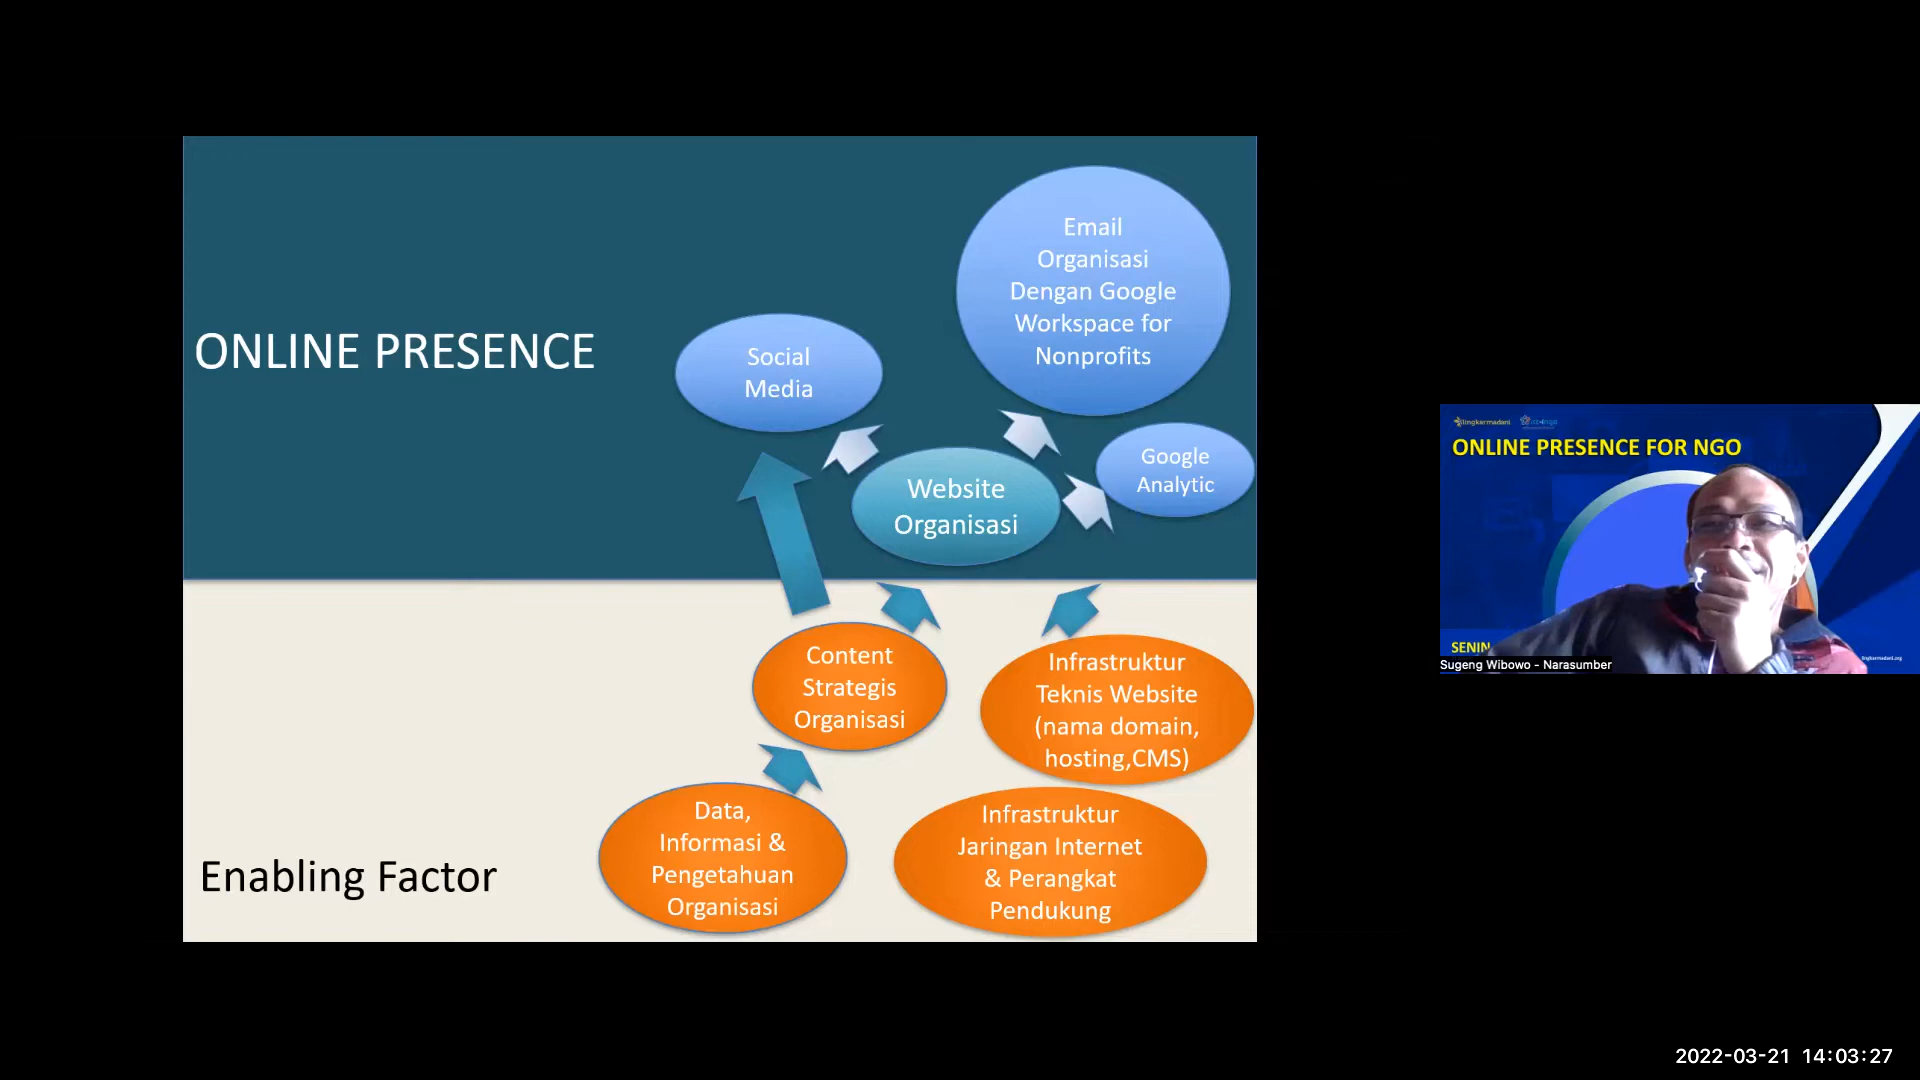 ONLINE PRESENCE
Email
Organisasi
Dengan Google
Workspace for
Nonprofits
Social
Media
Google
Analytic
Website
Organisasi
Content
Strategis
Organisasi
Infrastruktur
Teknis Website
(nama domain,
hosting,CMS)
Data,
Informasi &
Pengetahuan
Organisasi
Infrastruktur
Jaringan Internet
& Perangkat
Pendukung
Enabling Factor
lingkarmadani
ONLINE PRESENCE FOR NGO
SENIN
Sugeng Wibowo - Narasumber
2022-03-21 14:03:27